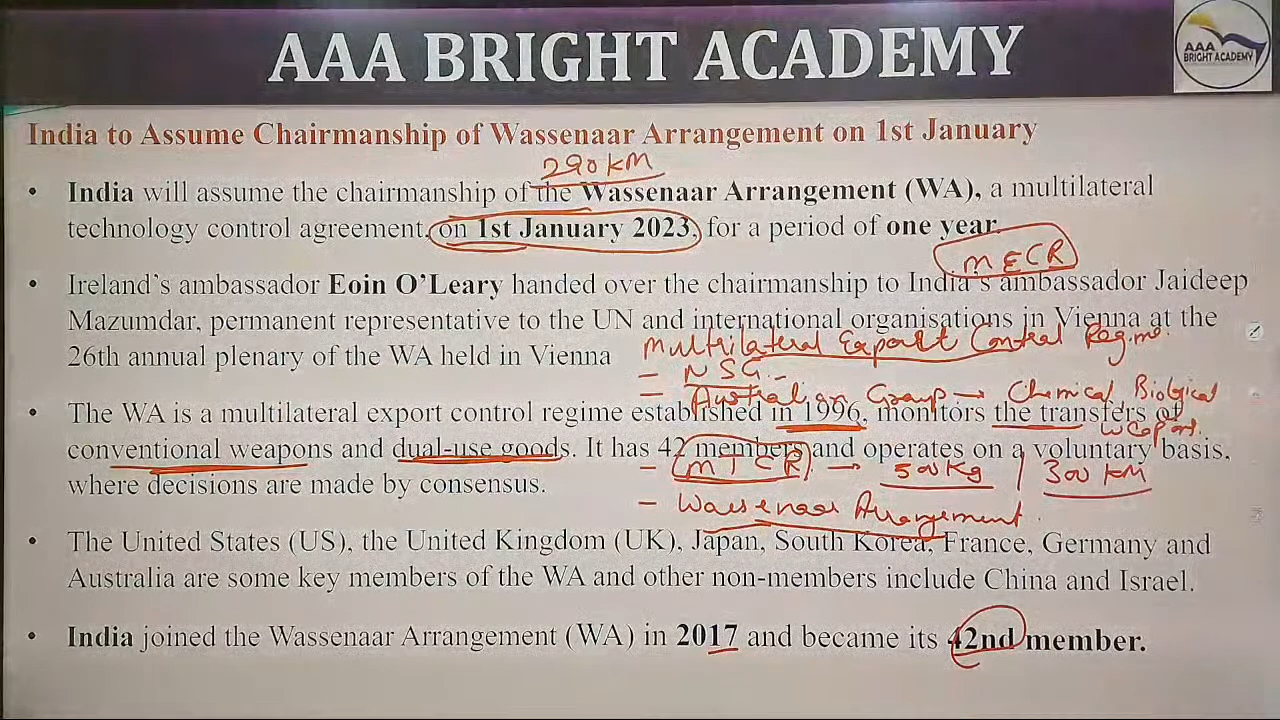 AAA BRIGHT ACADEMY
AAA
BRIGHT ACADEMY
India to Assume Chairmanship of Wassenaar Arrangement on 1st January
290 KM
• India will assume the chairmanship of the Wassenaar Arrangement (WA), a multilateral
technology control agreement, on 1st January 2023, for a period of one year.
MECR
• Ireland's ambassador Eoin O'Leary handed over the chairmanship to India's ambassador Jaideep
Mazumdar, permanent representative to the UN and international organisations in Vienna at the
26th annual plenary of the WA held in Vienna
Multilateral Export Control Regime.
– NSG –
– Australian Group → Chemical, Biological
• The WA is a multilateral export control regime established in 1996, monitors the transfers of
conventional weapons and dual-use goods. It has 42 members and operates on a voluntary basis,
– MTCR → 500 Kg / 300 KM
where decisions are made by consensus.
– Wassenaar Arrangement.
• The United States (US), the United Kingdom (UK), Japan, South Korea, France, Germany and
Australia are some key members of the WA and other non-members include China and Israel.
• India joined the Wassenaar Arrangement (WA) in 2017 and became its 42nd member.